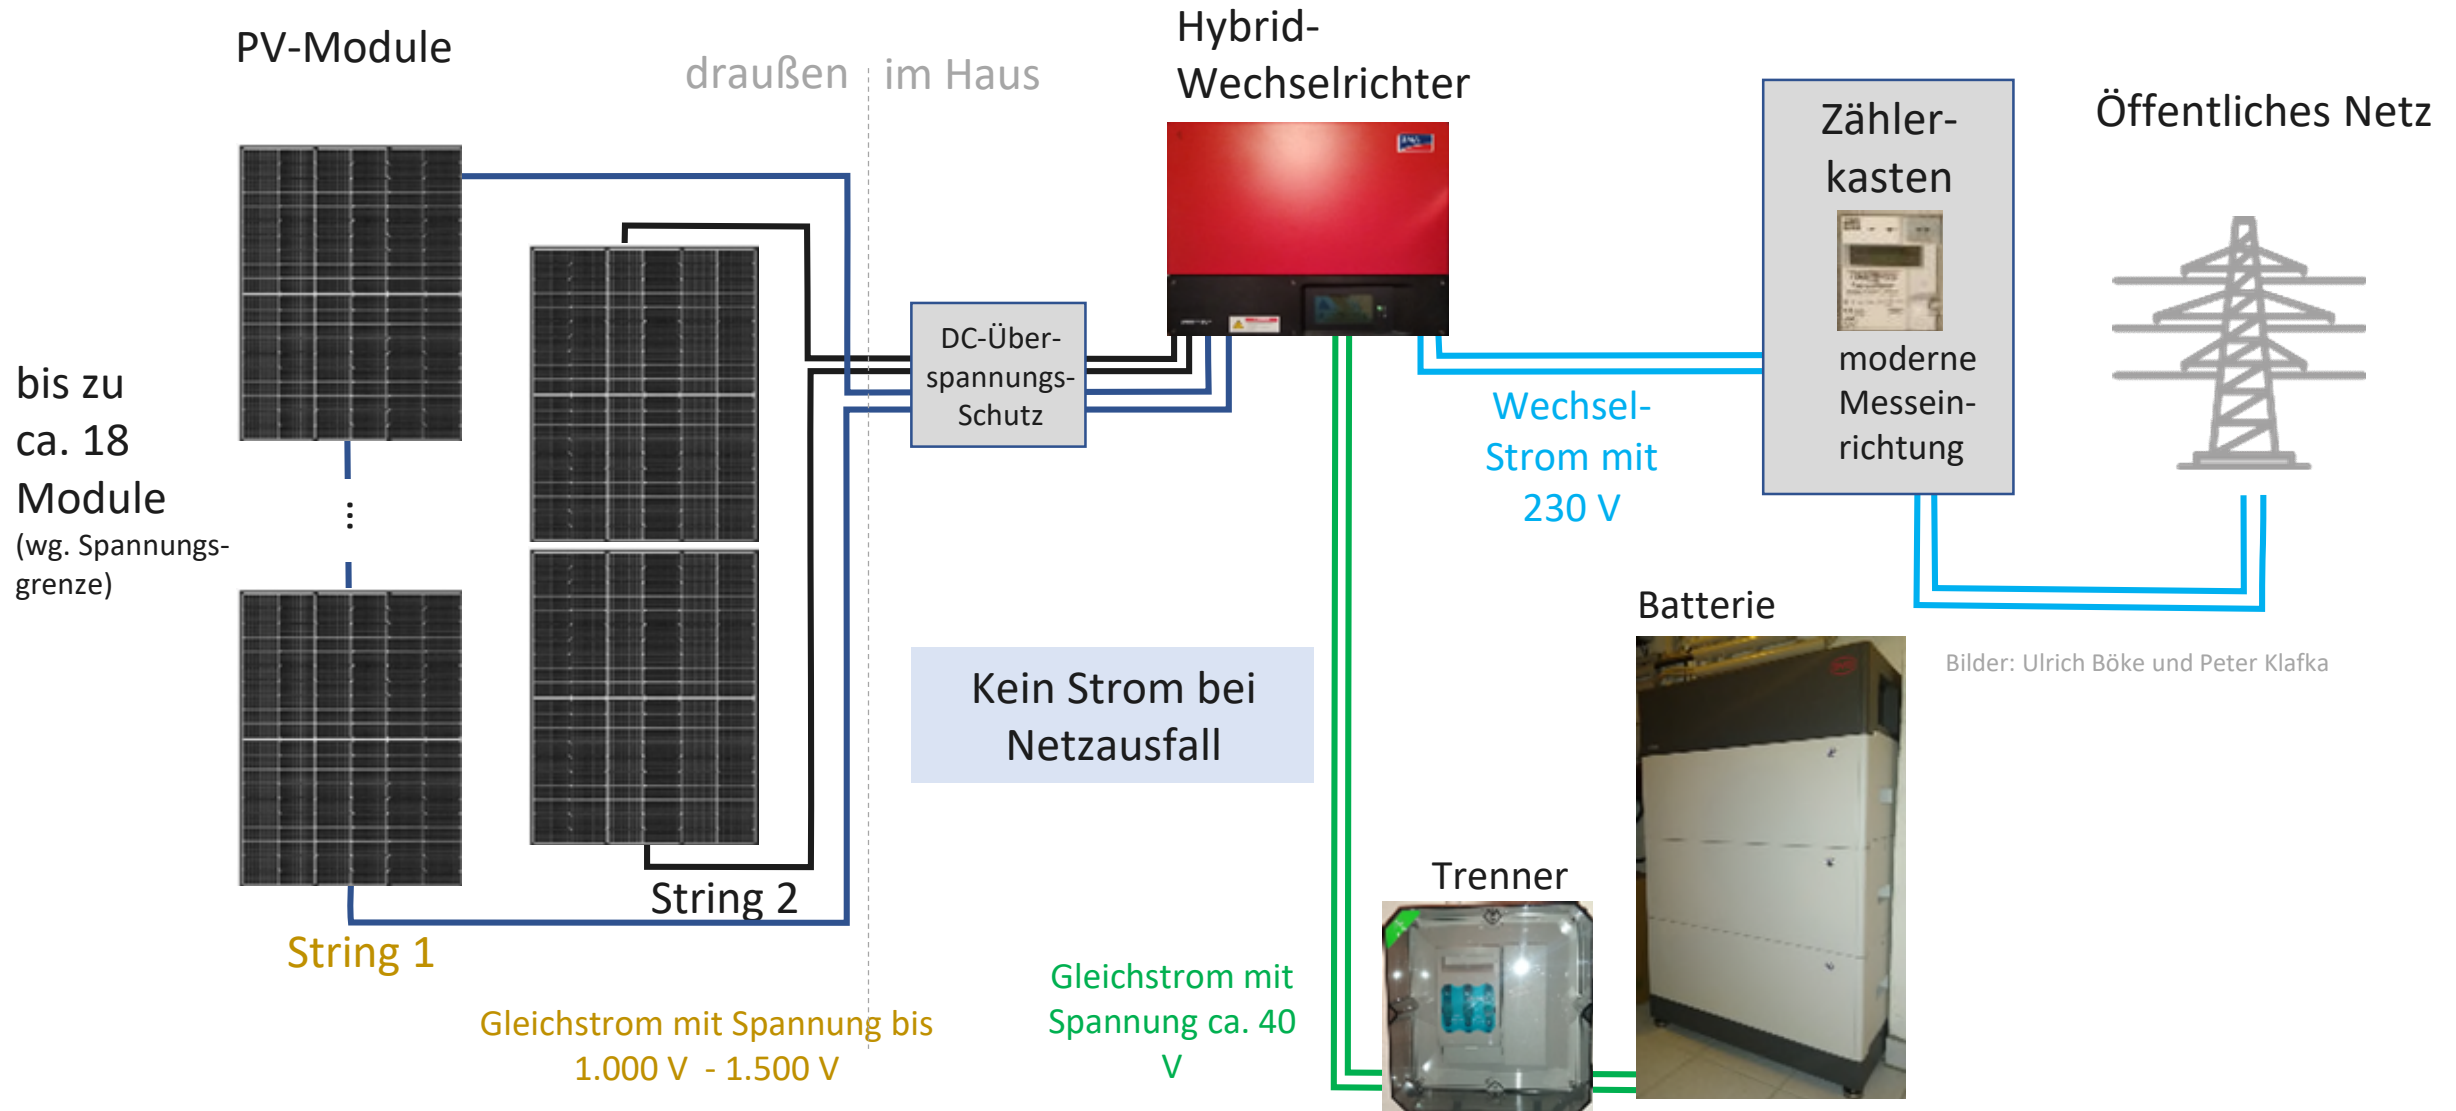 PV-Module
draußen
im Haus
Hybrid-
Wechselrichter
Zähler-
kasten
moderne
Messein-
richtung
Öffentliches Netz
DC-Über-
spannungs-
Schutz
bis zu
ca. 18
Module
(wg. Spannungs-
grenze)
...
Wechsel-
Strom mit
230 V
Batterie
Bilder: Ulrich Böke und Peter Klafka
Kein Strom bei
Netzausfall
Trenner
String 2
String 1
Gleichstrom mit Spannung bis
1.000 V - 1.500 V
Gleichstrom mit
Spannung ca. 40
V